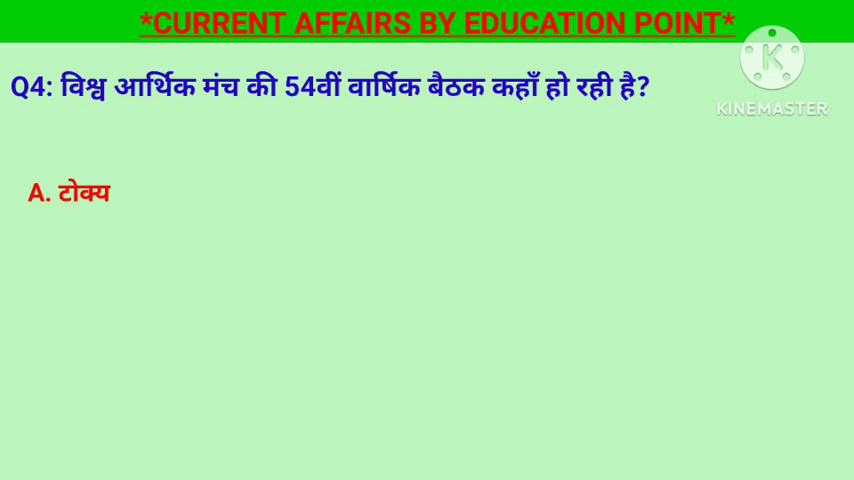 *CURRENT AFFAIRS BY EDUCATION POINT*
Q4: विश्व आर्थिक मंच की 54वीं वार्षिक बैठक कहाँ हो रही है?
KINEMASTER
A. टोक्य